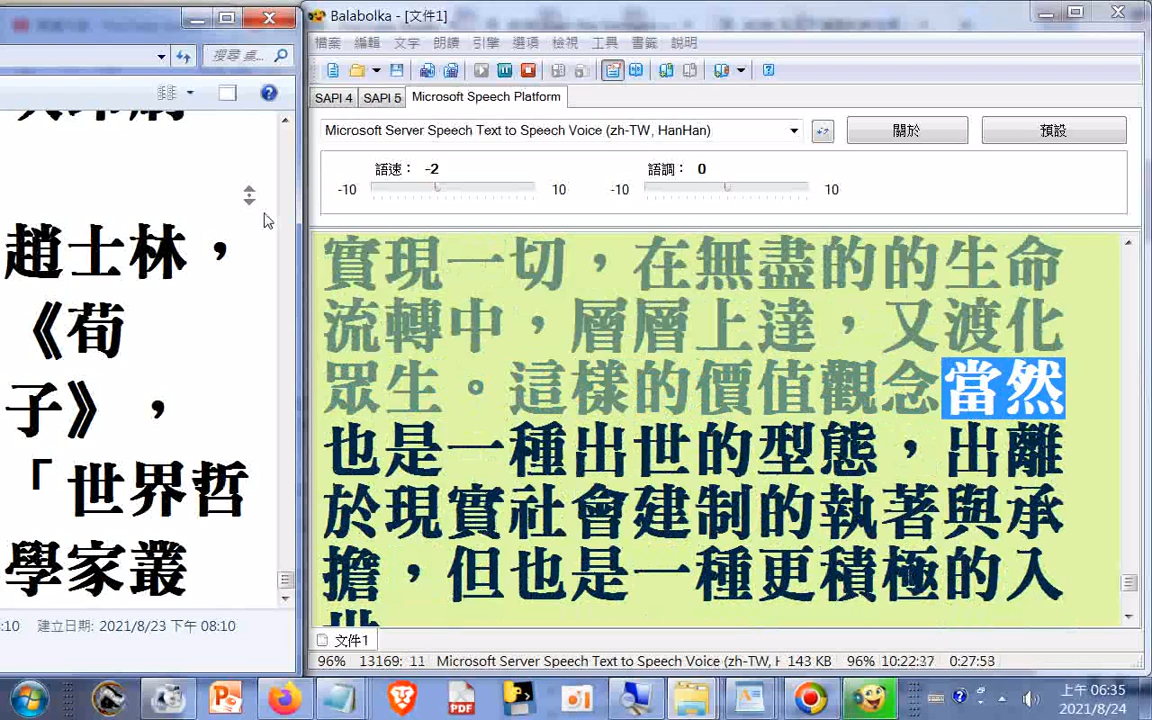 搜尋 桌...
趙士林，
《荀
子》，
「世界哲
學家叢
:10 建立日期: 2021/8/23 下午 08:10
Balabolka - [文件1]
檔案 編輯 文字 朗讀 引擎 選項 檢視 工具 書籤 說明
SAPI 4 SAPI 5 Microsoft Speech Platform
Microsoft Server Speech Text to Speech Voice (zh-TW, HanHan) 關於 預設
語速： -2 語調： 0
-10 10 -10 10
實現一切，在無盡的的生命
流轉中，層層上達，又渡化
眾生。這樣的價值觀念當然
也是一種出世的型態，出離
於現實社會建制的執著與承
擔，但也是一種更積極的入
文件1
96% 13169: 11 Microsoft Server Speech Text to Speech Voice (zh-TW, H 143 KB 96% 10:22:37 0:27:53
上午 06:35
2021/8/24